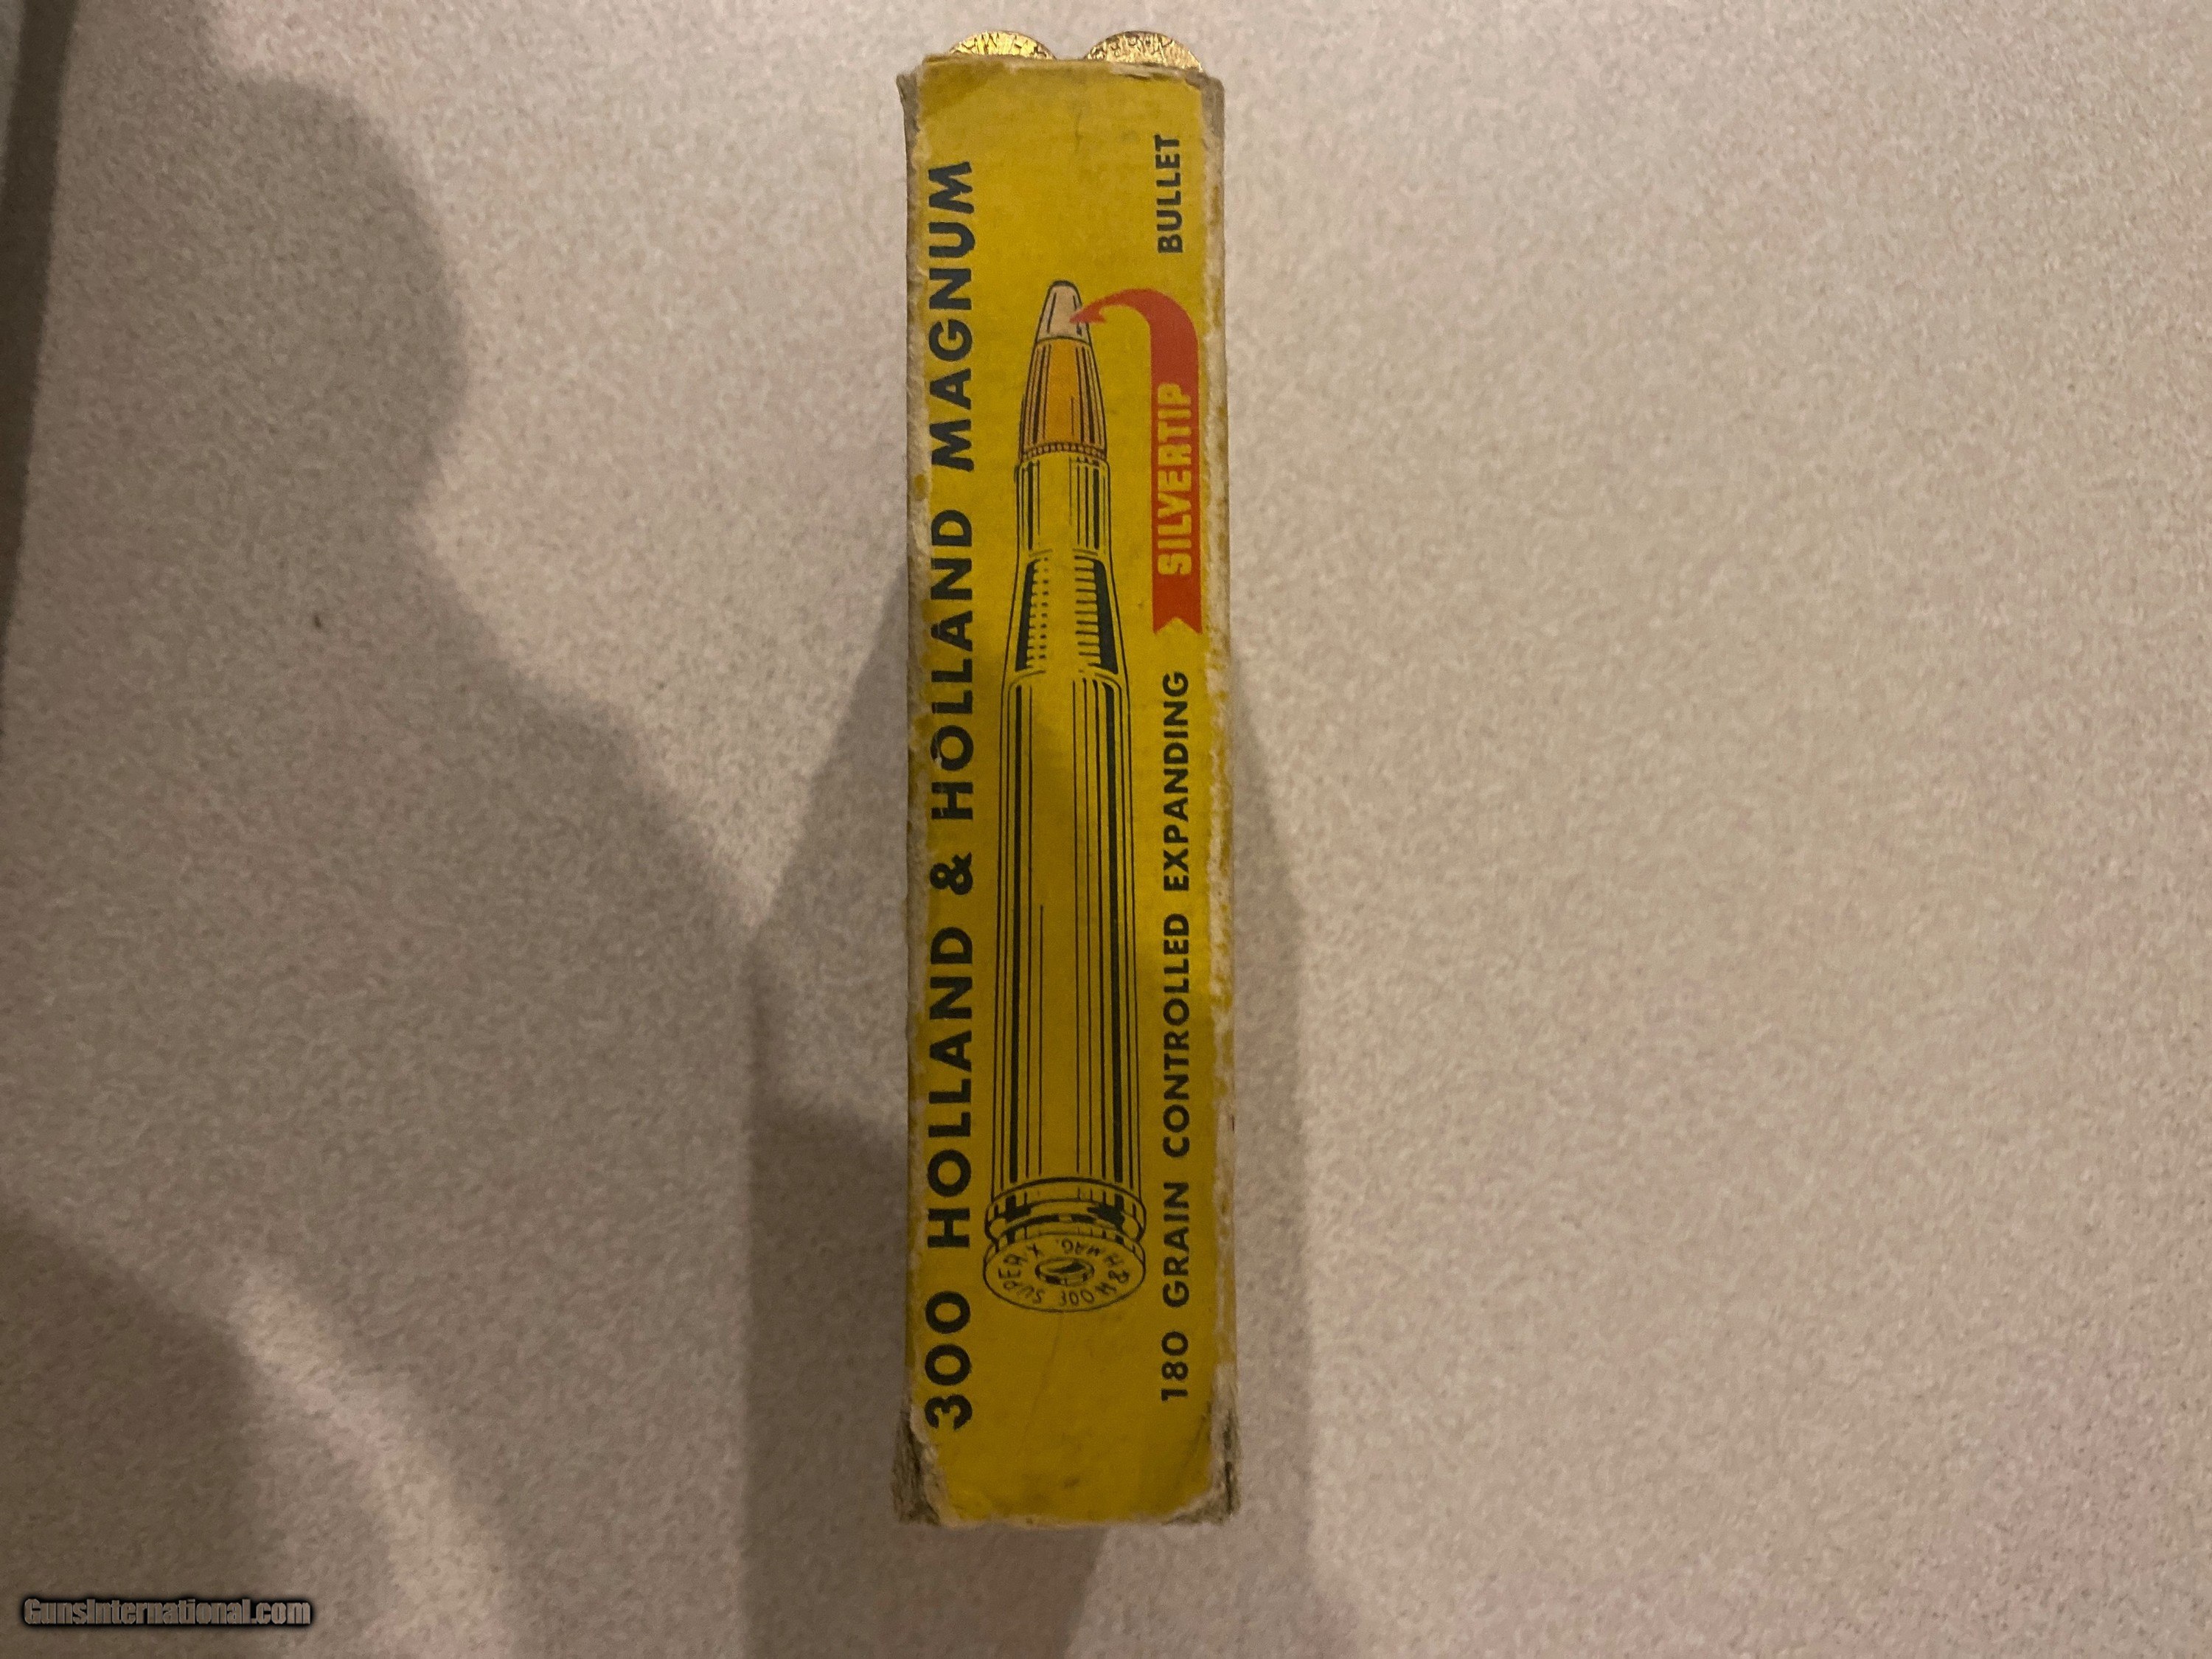 300 HOLLAND & HOLLAND MAGNUM
SUPER-X
300 H&H MAG.
180 GRAIN CONTROLLED EXPANDING SILVERTIP BULLET
GunsInternational.com